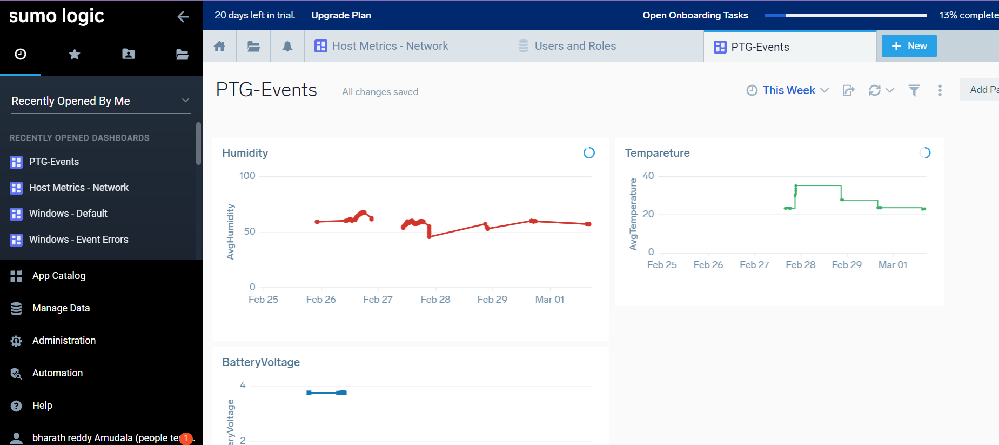 sumo logic
20 days left in trial. Upgrade Plan Open Onboarding Tasks 13% complete
Host Metrics - Network Users and Roles PTG-Events + New
Recently Opened By Me
RECENTLY OPENED DASHBOARDS
PTG-Events
Host Metrics - Network
Windows - Default
Windows - Event Errors
App Catalog
Manage Data
Administration
Automation
Help
bharath reddy Amudala (people te 1 .
PTG-Events All changes saved This Week Add Pa
Humidity
AvgHumidity
100
50
0
Feb 25 Feb 26 Feb 27 Feb 28 Feb 29 Mar 01
Tempareture
AvgTemperature
40
20
0
Feb 25 Feb 26 Feb 27 Feb 28 Feb 29 Mar 01
BatteryVoltage
eryVoltage
4
2